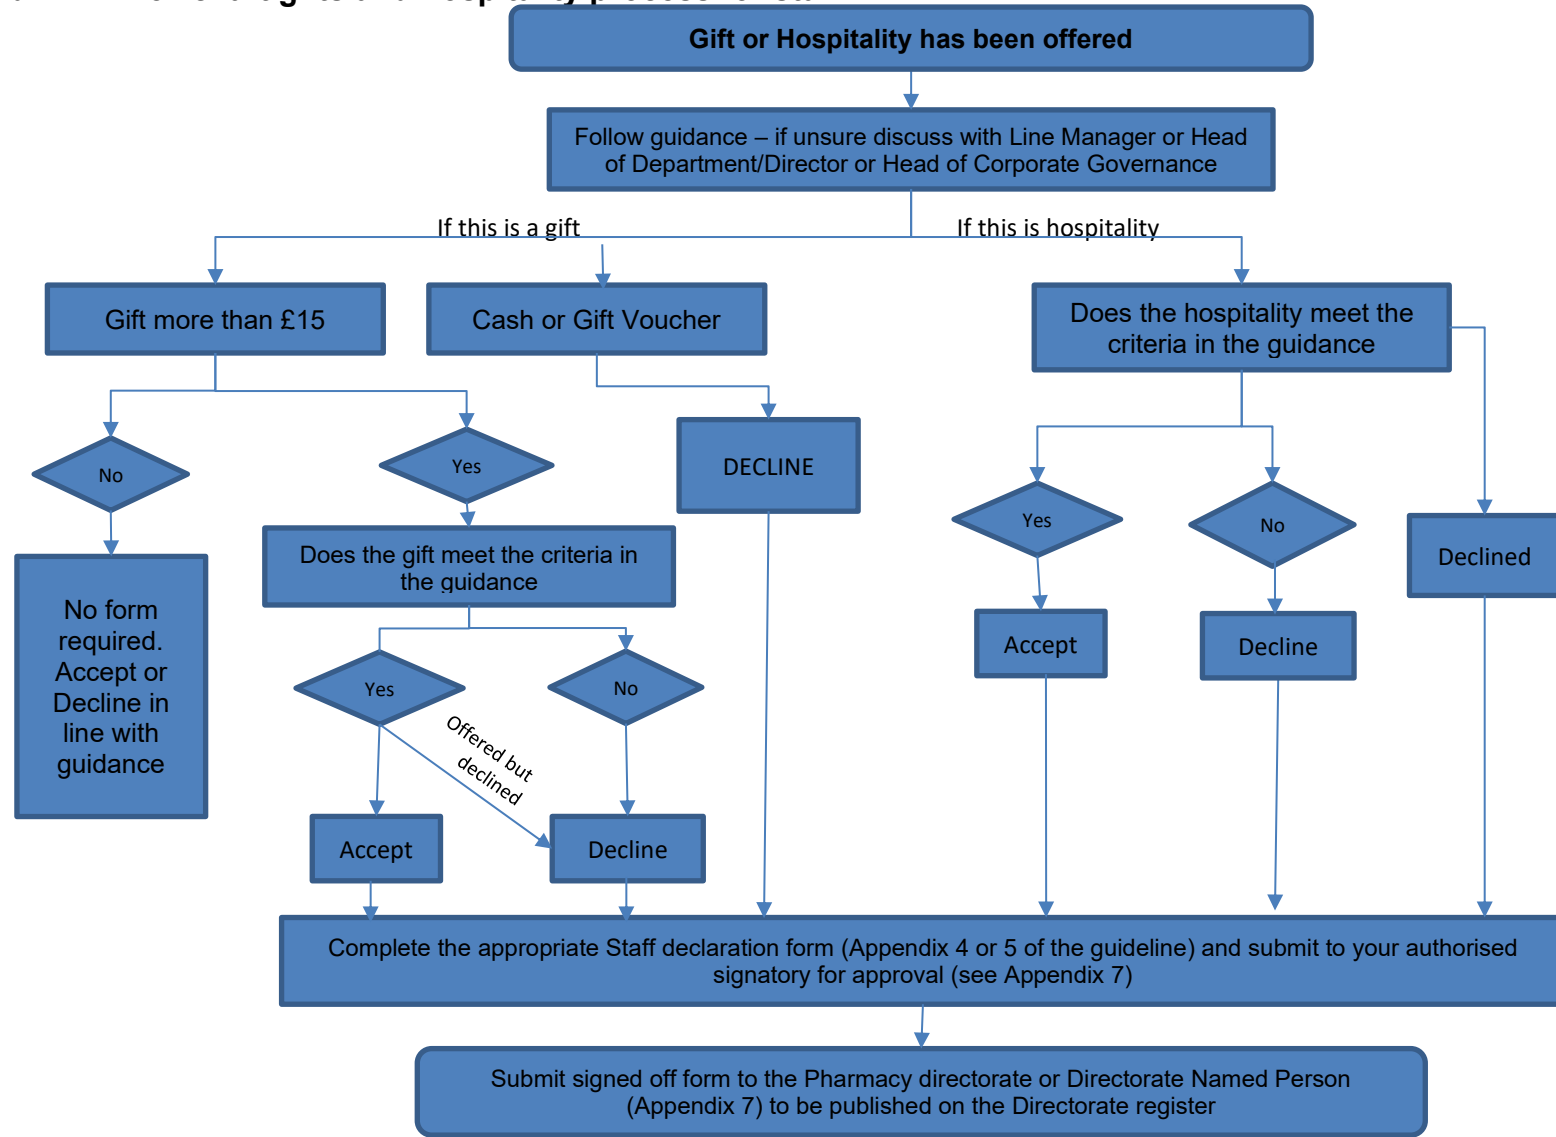 Gift or Hospitality has been offered
Follow guidance – if unsure discuss with Line Manager or Head
of Department/Director or Head of Corporate Governance
If this is a gift
If this is hospitality
Gift more than £15
Cash or Gift Voucher
Does the hospitality meet the
criteria in the guidance
No
Yes
DECLINE
Yes
No
Declined
Does the gift meet the criteria in
the guidance
No form
required.
Accept or
Decline in
line with
guidance
Accept
Decline
Yes
No
Offered but
declined
Accept
Decline
Complete the appropriate Staff declaration form (Appendix 4 or 5 of the guideline) and submit to your authorised
signatory for approval (see Appendix 7)
Submit signed off form to the Pharmacy directorate or Directorate Named Person
(Appendix 7) to be published on the Directorate register